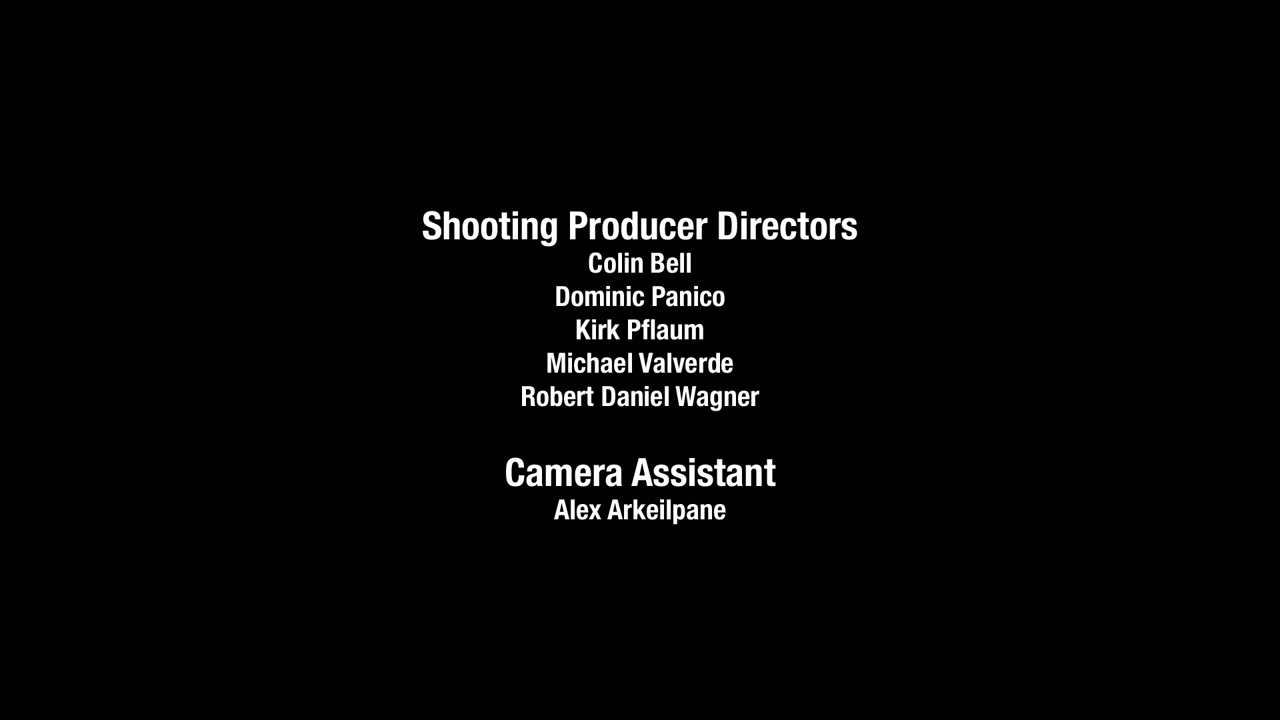 Shooting Producer Directors
Colin Bell
Dominic Panico
Kirk Pflaum
Michael Valverde
Robert Daniel Wagner
Camera Assistant
Alex Arkeilpane